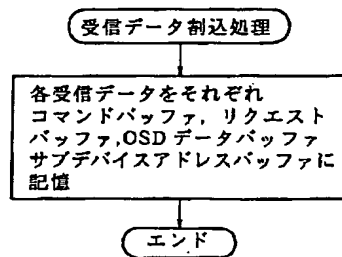 受信データ割込処理
各受信データをそれぞれ
コマンドバッファ, リクエスト
バッファ,OSD データバッファ
サブデバイスアドレスバッファに
記憶
エンド